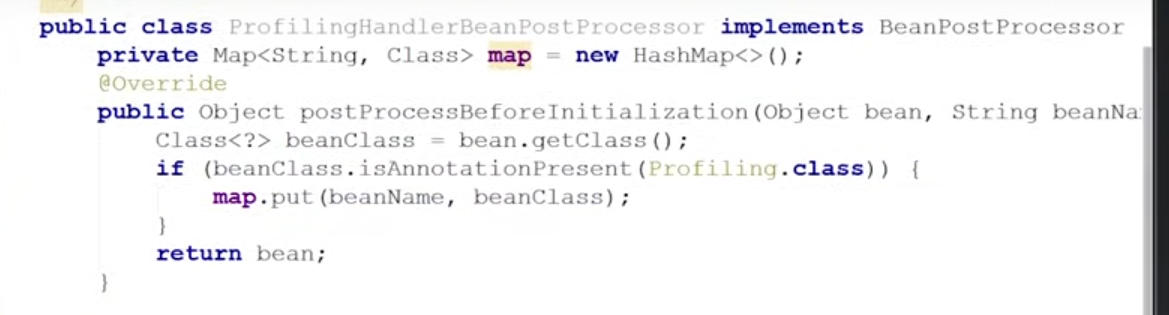 public class ProfilingHandlerBeanPostProcessor implements BeanPostProcessor
private Map<String, Class> map = new HashMap<>();
@Override
public Object postProcessBeforeInitialization(Object bean, String beanNa
Class<?> beanClass = bean.getClass();
if (beanClass.isAnnotationPresent(Profiling.class)) {
map.put(beanName, beanClass);
}
return bean;
}